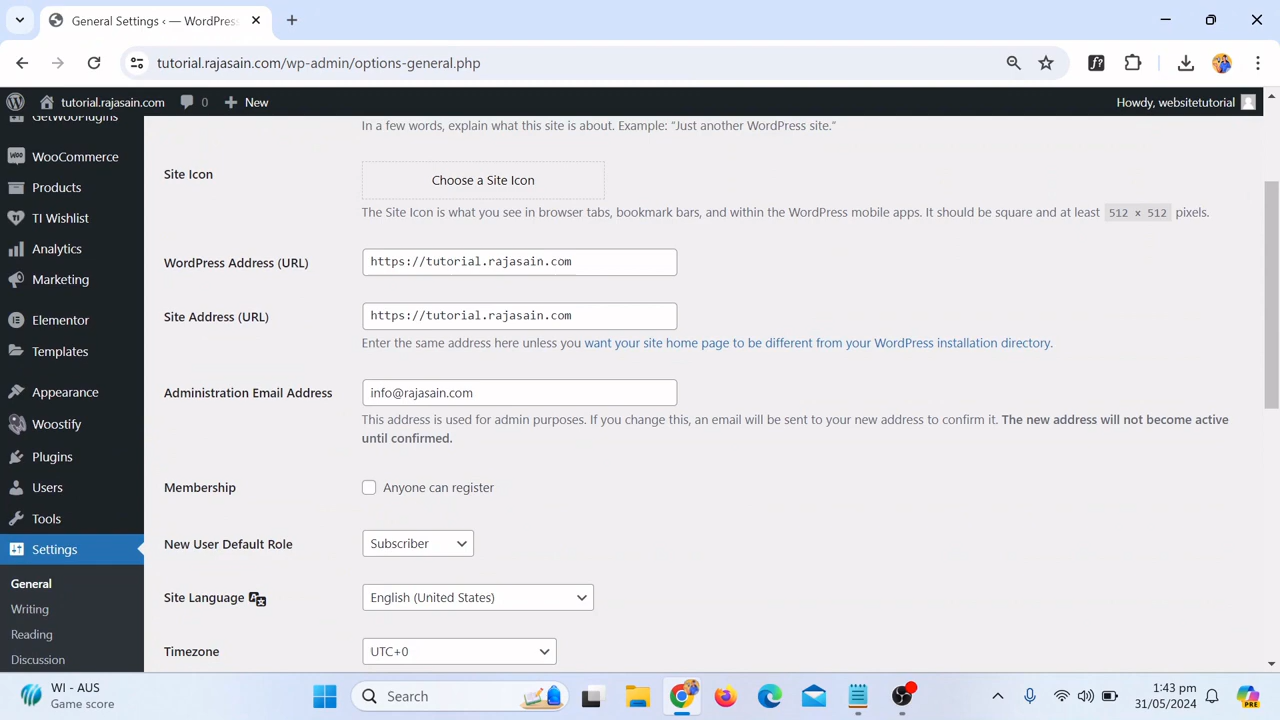 General Settings ‹ — WordPress
tutorial.rajasain.com/wp-admin/options-general.php
tutorial.rajasain.com 0 New Howdy, websitetutorial
GetWooPlugins
WooCommerce
Products
TI Wishlist
Analytics
Marketing
Elementor
Templates
Appearance
Woostify
Plugins
Users
Tools
Settings
General
Writing
Reading
Discussion
In a few words, explain what this site is about. Example: “Just another WordPress site.”
Site Icon
Choose a Site Icon
The Site Icon is what you see in browser tabs, bookmark bars, and within the WordPress mobile apps. It should be square and at least 512 x 512 pixels.
WordPress Address (URL)
https://tutorial.rajasain.com
Site Address (URL)
https://tutorial.rajasain.com
Enter the same address here unless you want your site home page to be different from your WordPress installation directory.
Administration Email Address
info@rajasain.com
This address is used for admin purposes. If you change this, an email will be sent to your new address to confirm it. The new address will not become active
until confirmed.
Membership
Anyone can register
New User Default Role
Subscriber
Site Language
English (United States)
Timezone
UTC+0
WI - AUS
Game score
Search
1:43 pm
31/05/2024
PRE